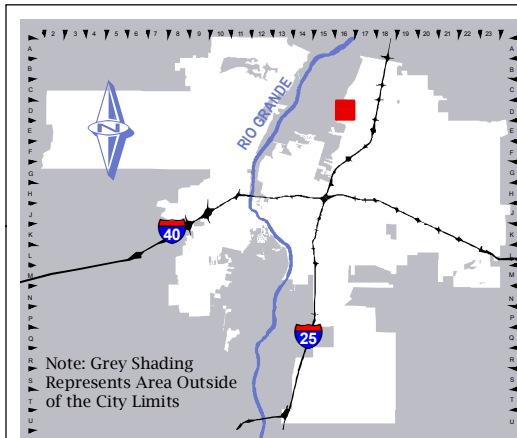 2 3 4 5 6 7 8 9 10 11 12 13 14 15 16 17 18 19 20 21 22 23
A A
B B
C C
D D
E E
F F
G G
H H
J J
K K
L L
M M
N N
P P
Q Q
R R
S S
T T
U U
N
RIO GRANDE
40
25
Note: Grey Shading
Represents Area Outside
of the City Limits